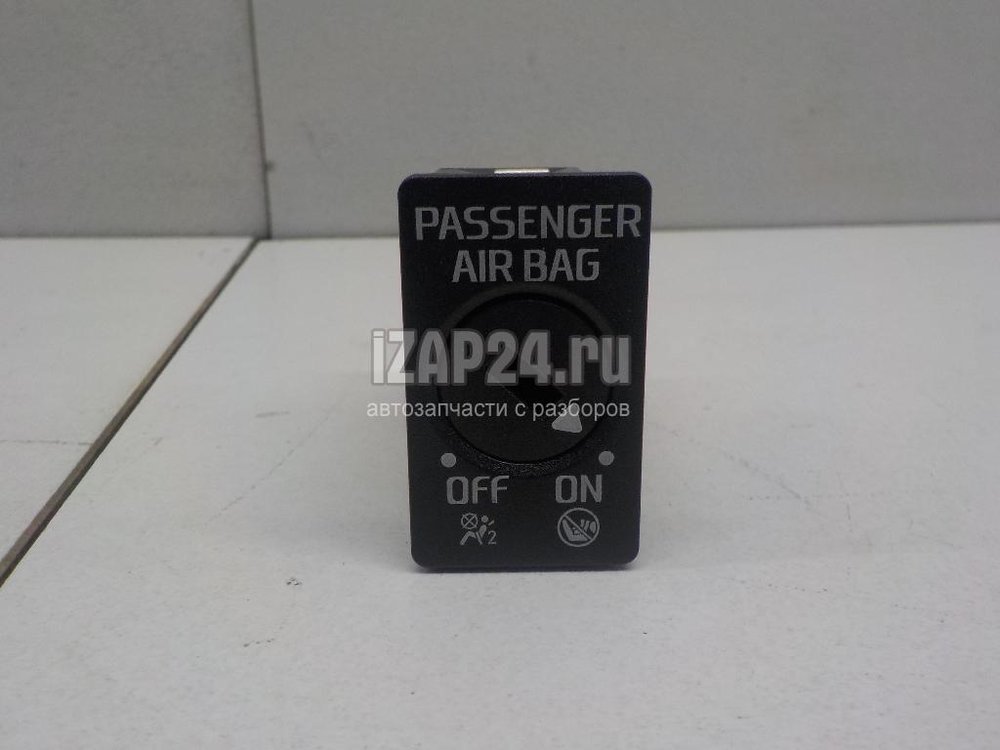 PASSENGER
AIR BAG
iZAP24.ru
автозапчасти с разборов
OFF ON
2